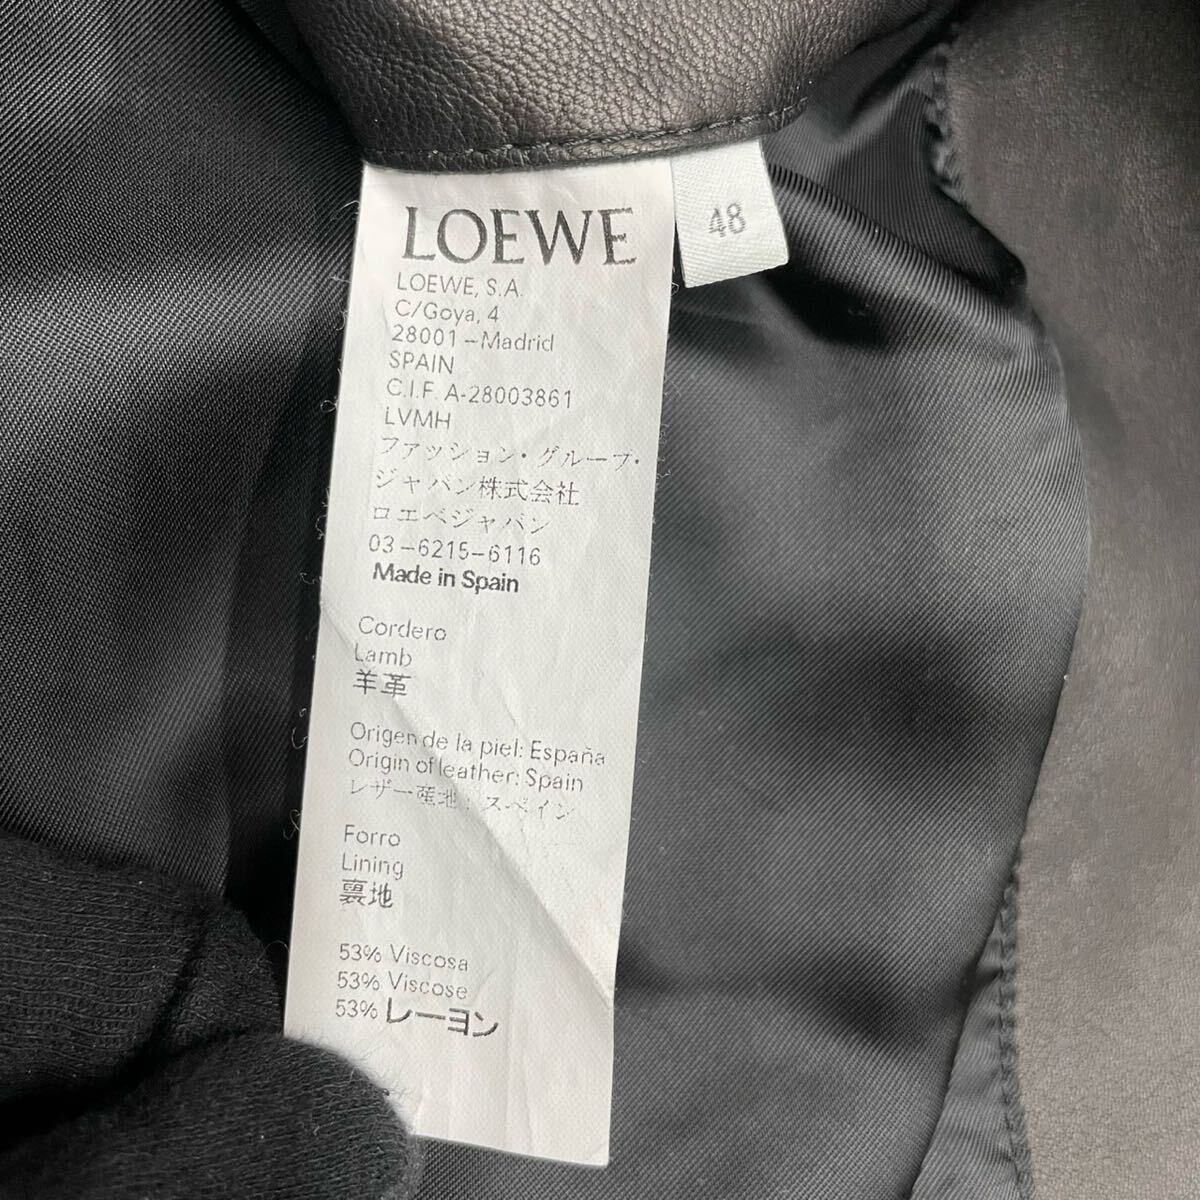 LOEWE
48
LOEWE, S.A.
C/Goya, 4
28001 – Madrid
SPAIN
C.I.F. A-28003861
LVMH
ファッション・グループ・
ジャパン株式会社
ロエベジャパン
03 – 6215 – 6116
Made in Spain
Cordero
Lamb
羊革
Origen de la piel: España
Origin of leather: Spain
レザー産地：スペイン
Forro
Lining
裏地
53% Viscosa
53% Viscose
53% レーヨン